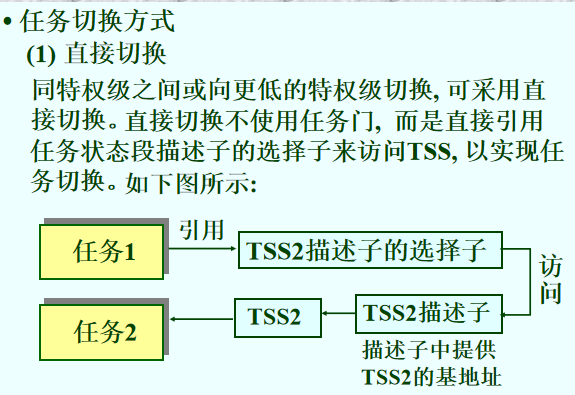 • 任务切换方式
(1) 直接切换
同特权级之间或向更低的特权级切换, 可采用直
接切换。直接切换不使用任务门, 而是直接引用
任务状态段描述子的选择子来访问TSS, 以实现任
务切换。如下图所示:
任务1
引用
TSS2描述子的选择子
访问
任务2
TSS2
TSS2描述子
描述子中提供
TSS2的基地址